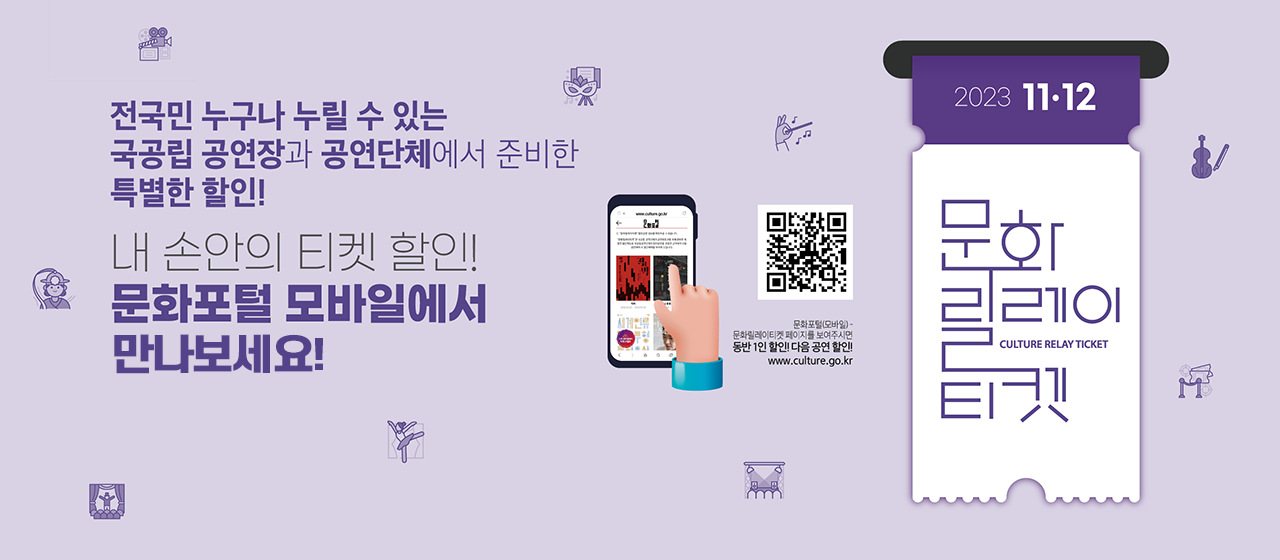 전국민 누구나 누릴 수 있는
국공립 공연장과 공연단체에서 준비한
특별한 할인!
내 손안의 티켓 할인!
문화포털 모바일에서
만나보세요!
www.culture.go.kr
문화포털(모바일) -
문화릴레이티켓 페이지를 보여주시면
동반 1인 할인! 다음 공연 할인!
www.culture.go.kr
2023 11·12
문화
릴레이
CULTURE RELAY TICKET
티켓